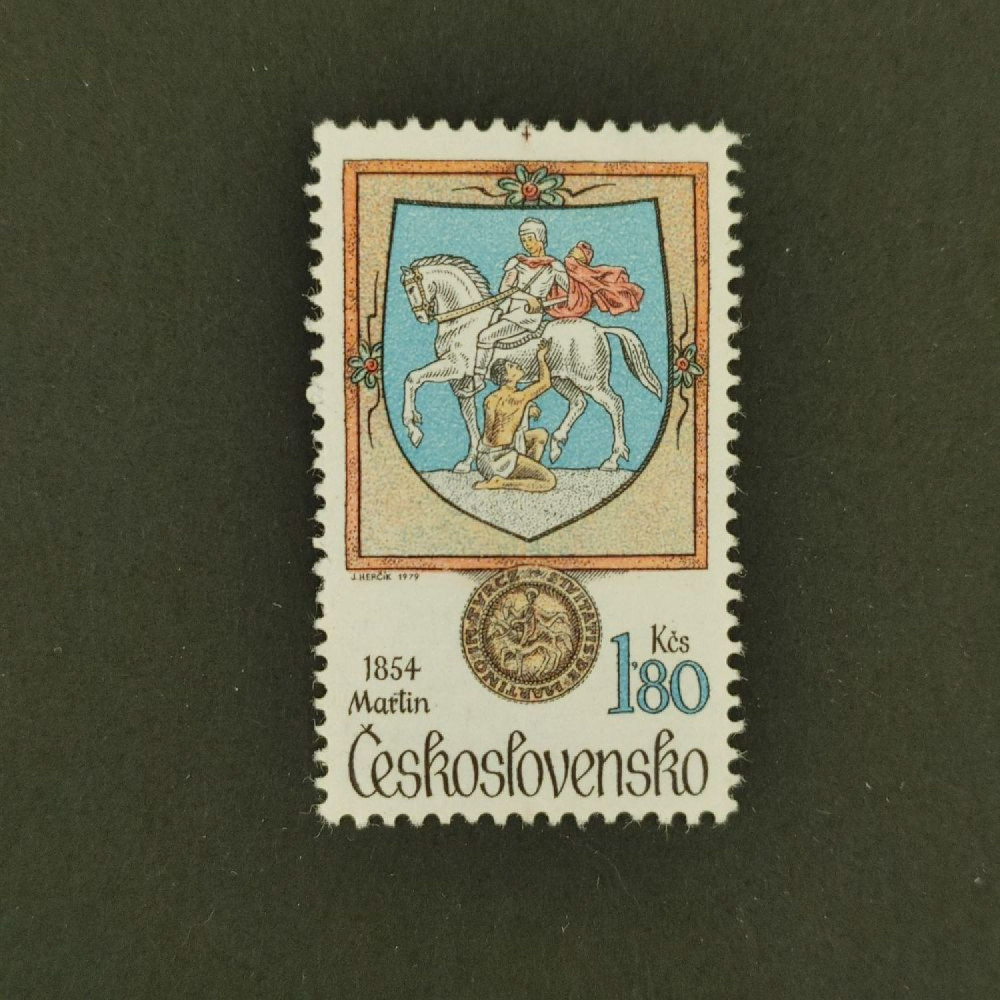 J.HERČÍK 1979
1854
Martin
Kčs
1'80
Československo